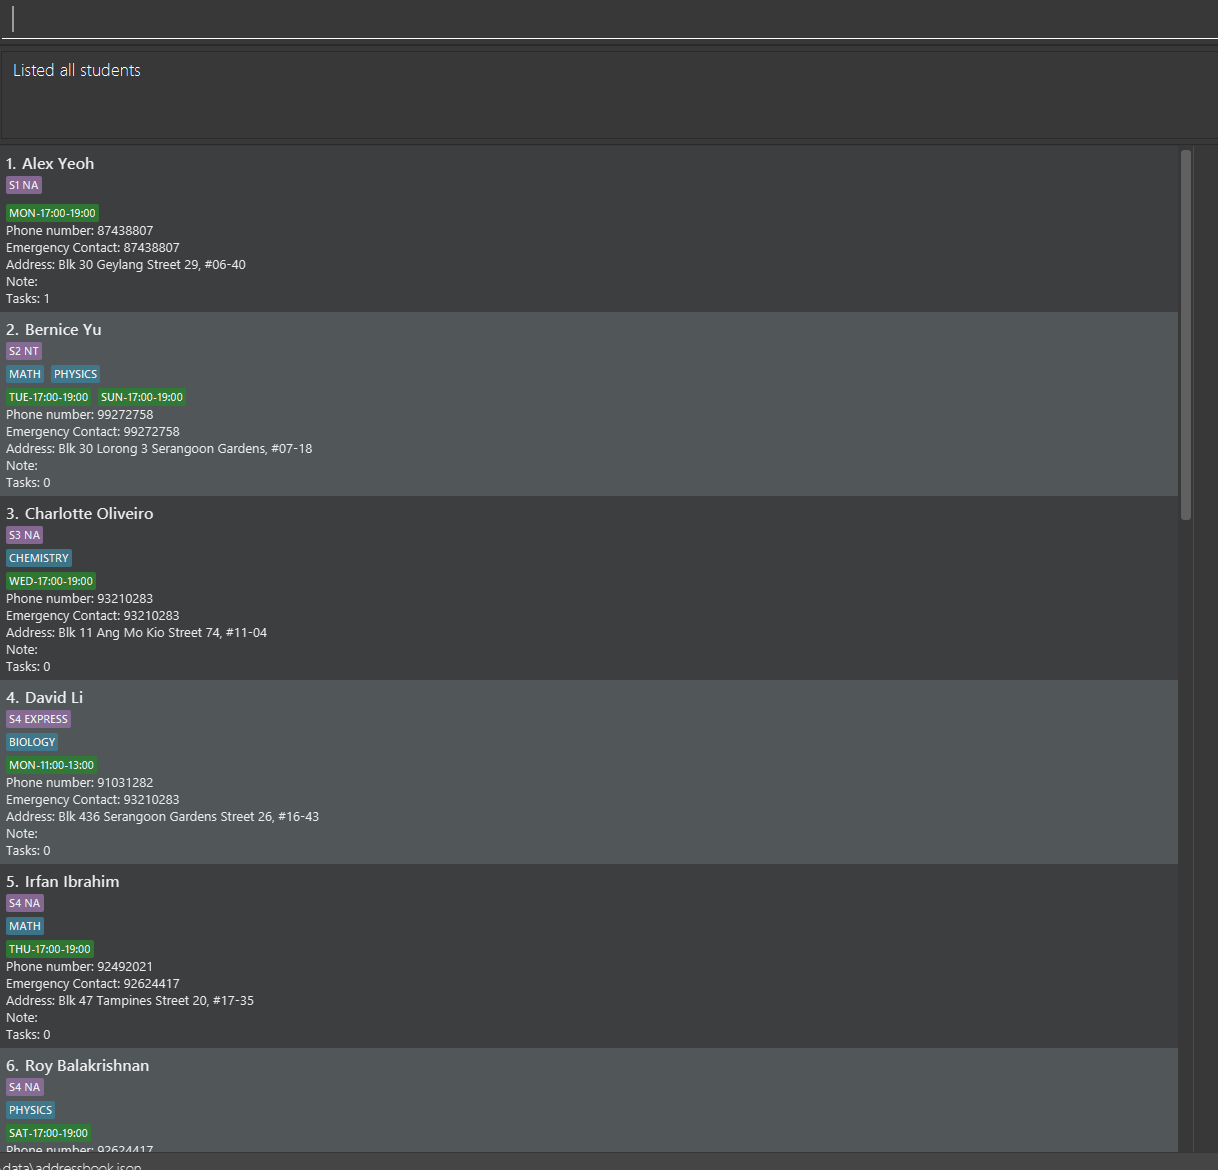 Listed all students
1. Alex Yeoh
S1 NA
MON-17:00-19:00
Phone number: 87438807
Emergency Contact: 87438807
Address: Blk 30 Geylang Street 29, #06-40
Note:
Tasks: 1
2. Bernice Yu
S2 NT
MATH PHYSICS
TUE-17:00-19:00 SUN-17:00-19:00
Phone number: 99272758
Emergency Contact: 99272758
Address: Blk 30 Lorong 3 Serangoon Gardens, #07-18
Note:
Tasks: 0
3. Charlotte Oliveiro
S3 NA
CHEMISTRY
WED-17:00-19:00
Phone number: 93210283
Emergency Contact: 93210283
Address: Blk 11 Ang Mo Kio Street 74, #11-04
Note:
Tasks: 0
4. David Li
S4 EXPRESS
BIOLOGY
MON-11:00-13:00
Phone number: 91031282
Emergency Contact: 93210283
Address: Blk 436 Serangoon Gardens Street 26, #16-43
Note:
Tasks: 0
5. Irfan Ibrahim
S4 NA
MATH
THU-17:00-19:00
Phone number: 92492021
Emergency Contact: 92624417
Address: Blk 47 Tampines Street 20, #17-35
Note:
Tasks: 0
6. Roy Balakrishnan
S4 NA
PHYSICS
SAT-17:00-19:00
Phone number: 92624417
data\addressbook.json